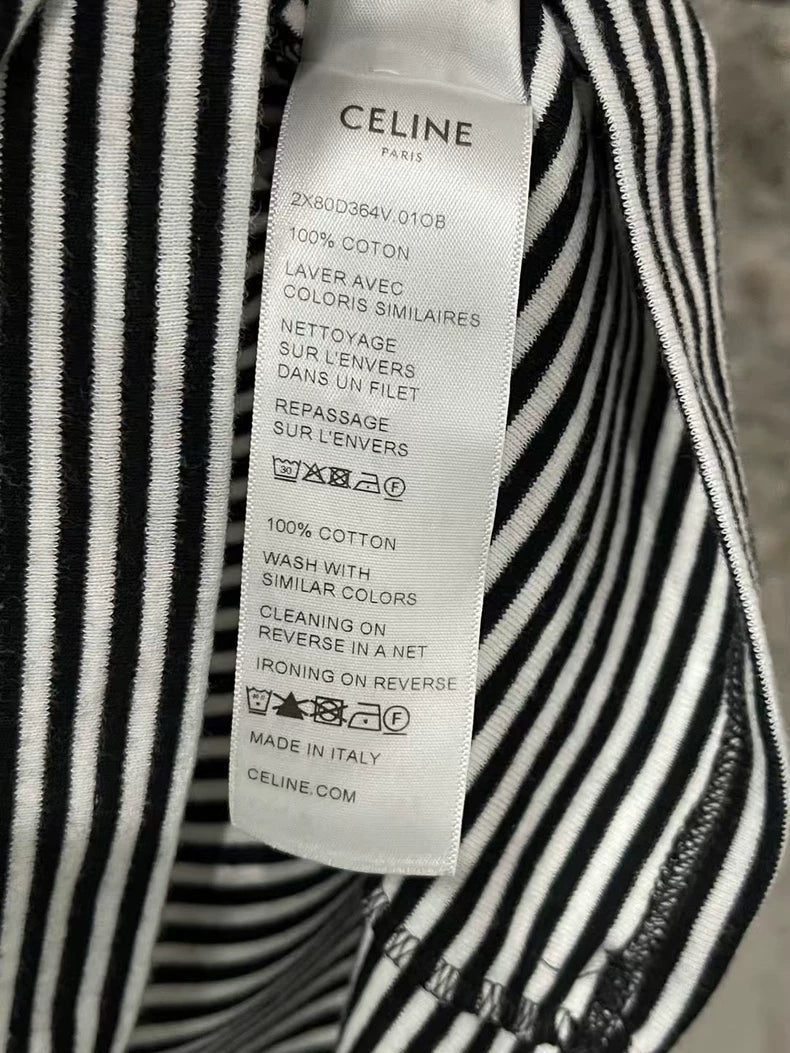 CELINE
PARIS
2X80D364V.01OB
100% COTON
LAVER AVEC
COLORIS SIMILAIRES
NETTOYAGE
SUR L'ENVERS
DANS UN FILET
REPASSAGE
SUR L'ENVERS
30 F
100% COTTON
WASH WITH
SIMILAR COLORS
CLEANING ON
REVERSE IN A NET
IRONING ON REVERSE
F
MADE IN ITALY
CELINE.COM